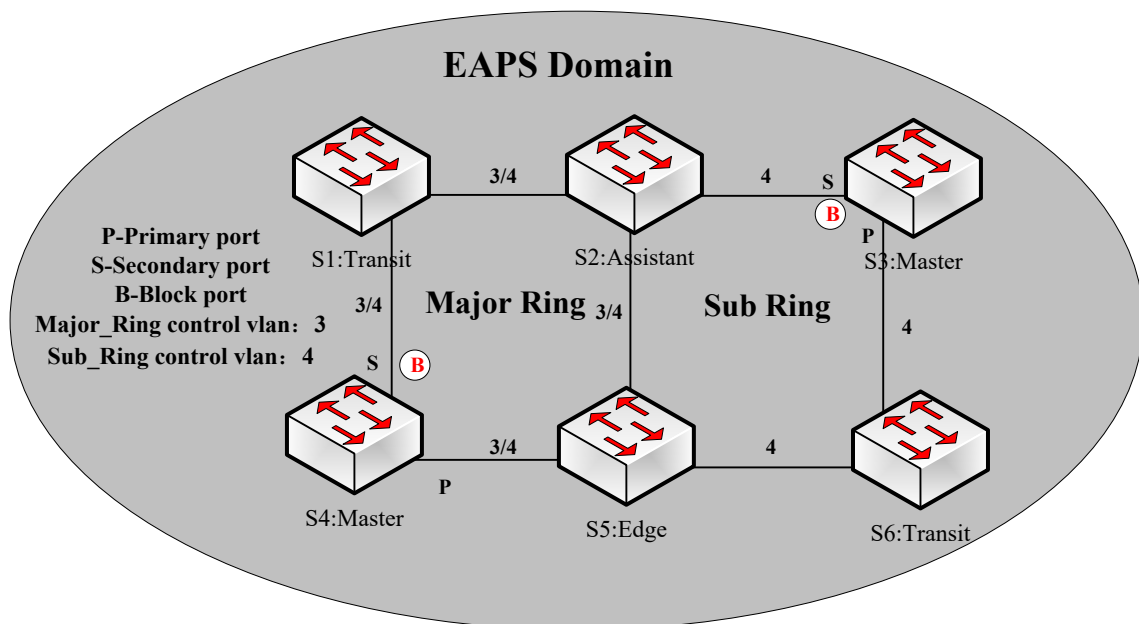 EAPS Domain
3/4
4
S
B
P
S1:Transit
S2:Assistant
S3:Master
P-Primary port
S-Secondary port
B-Block port
Major_Ring control vlan：3
Sub_Ring control vlan：4
3/4
Major Ring
3/4
Sub Ring
4
S
B
3/4
P
4
S4:Master
S5:Edge
S6:Transit